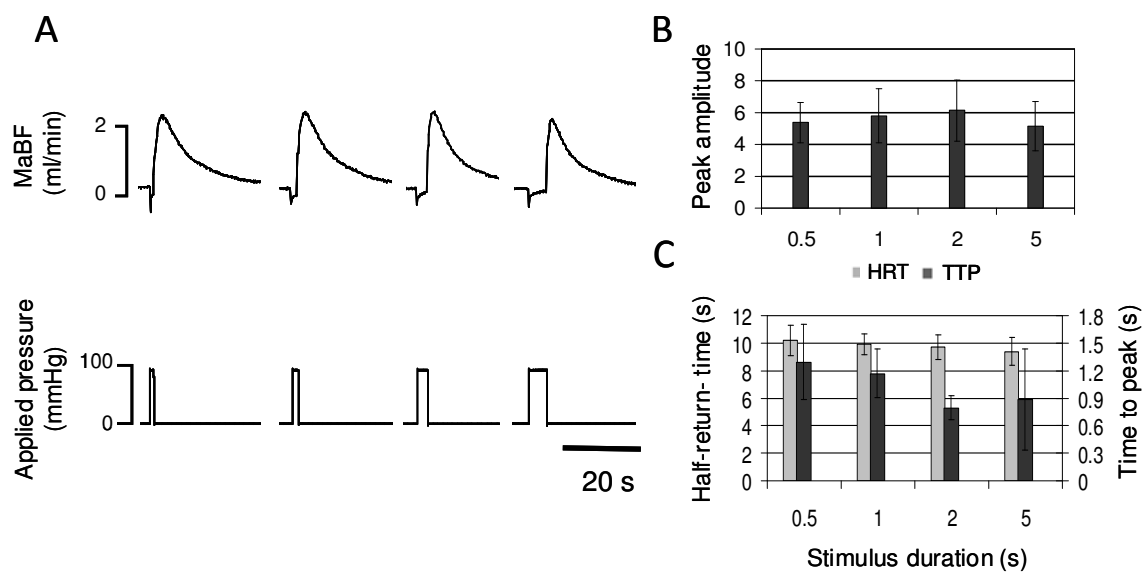 A
MaBF
(ml/min)
2
0
Applied pressure
(mmHg)
100
0
20 s
B
Peak amplitude
10
8
6
4
2
0
0.5 1 2 5
C
HRT TTP
Half-return- time (s)
12
10
8
6
4
2
0
1.8
1.5
1.2
0.9
0.6
0.3
0
Time to peak (s)
0.5 1 2 5
Stimulus duration (s)